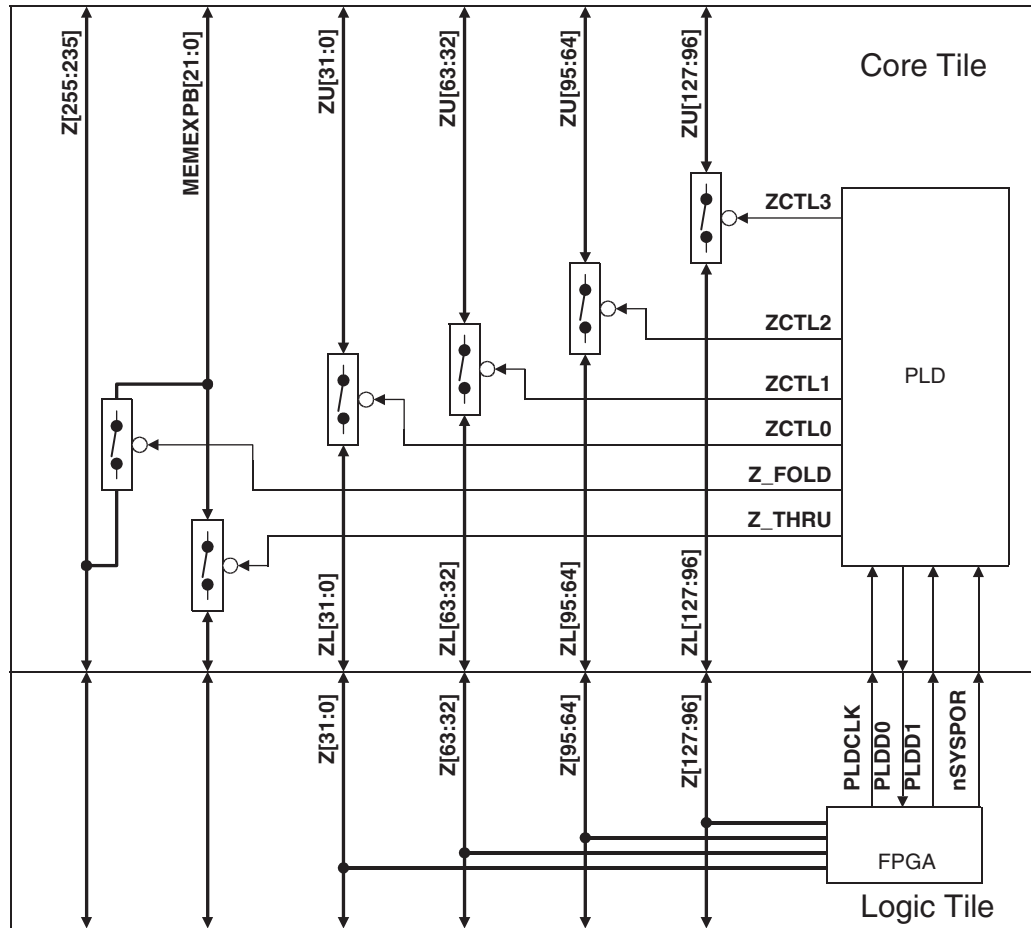 Z[255:235]
MEMEXPB[21:0]
ZU[31:0]
ZU[63:32]
ZU[95:64]
ZU[127:96]
Core Tile
ZCTL3
ZCTL2
ZCTL1
ZCTL0
Z_FOLD
Z_THRU
PLD
ZL[31:0]
ZL[63:32]
ZL[95:64]
ZL[127:96]
Z[31:0]
Z[63:32]
Z[95:64]
Z[127:96]
PLDCLK
PLDD0
PLDD1
nSYSPOR
FPGA
Logic Tile